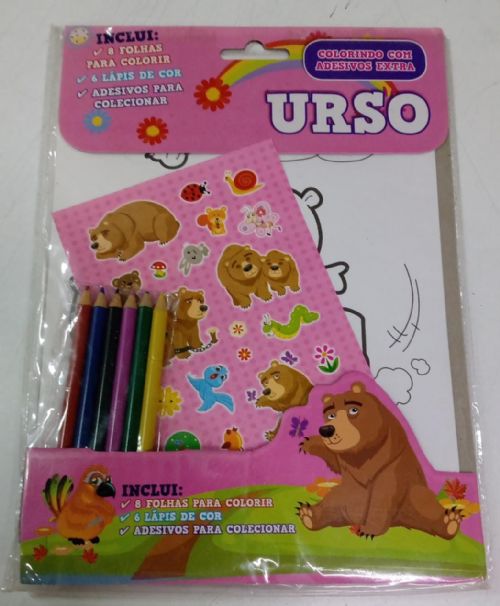 INCLUI:
✓ 8 FOLHAS
PARA COLORIR
✓ 6 LÁPIS DE COR
✓ ADESIVOS PARA
COLECIONAR
COLORINDO COM
ADESIVOS EXTRA
URSO
INCLUI:
✓ 8 FOLHAS PARA COLORIR
✓ 6 LÁPIS DE COR
✓ ADESIVOS PARA COLECIONAR